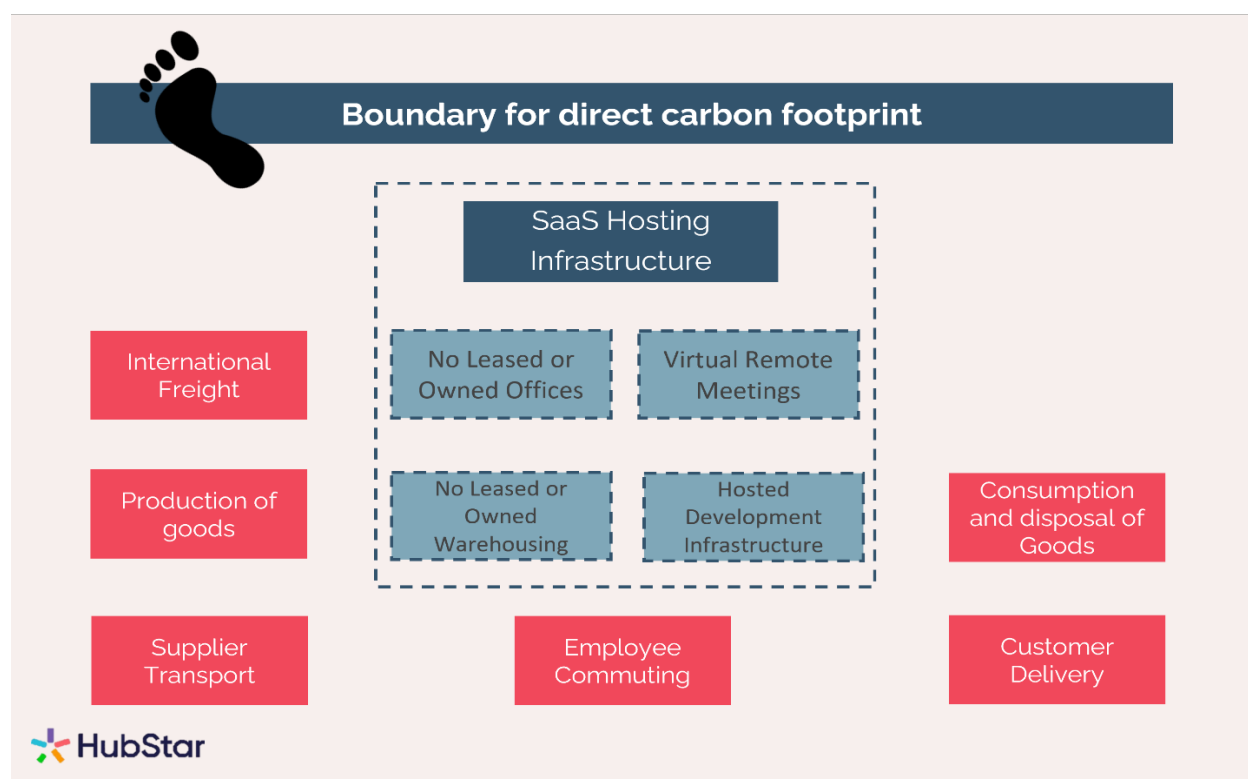 Boundary for direct carbon footprint
SaaS Hosting
Infrastructure
International
Freight
No Leased or
Owned Offices
Virtual Remote
Meetings
Production of
goods
No Leased or
Owned
Warehousing
Hosted
Development
Infrastructure
Consumption
and disposal of
Goods
Supplier
Transport
Employee
Commuting
Customer
Delivery
HubStar